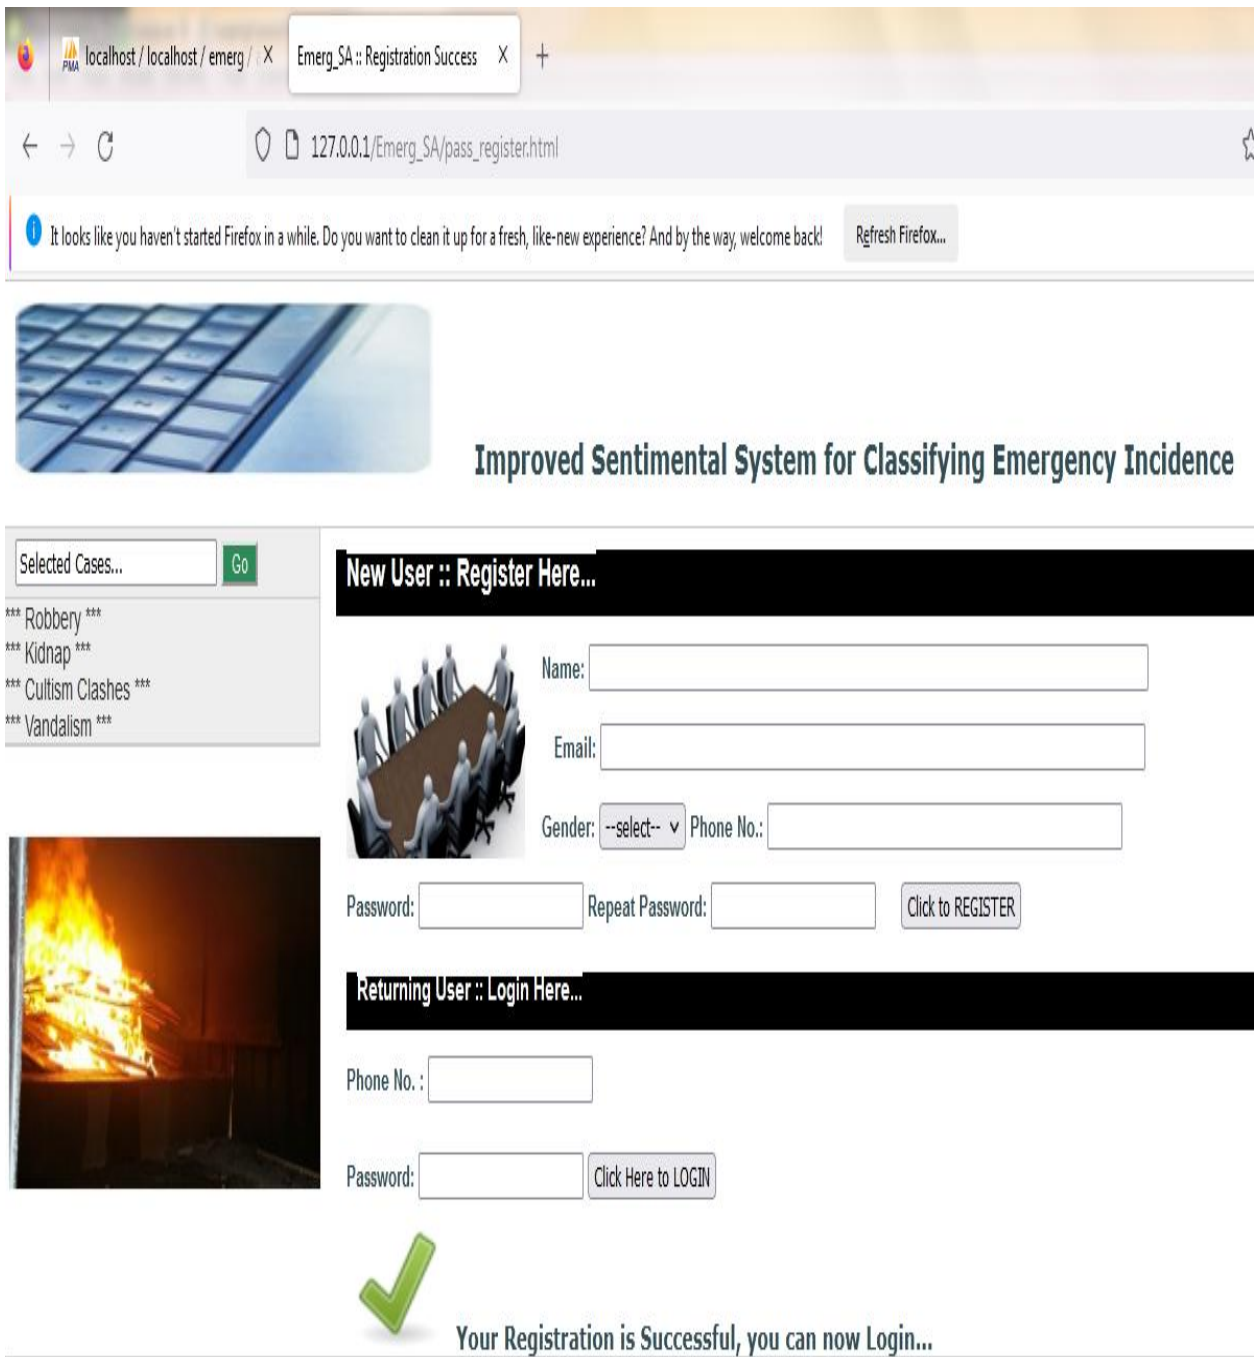 PMA localhost / localhost / emerg /
Emerg_SA :: Registration Success
127.0.0.1/Emerg_SA/pass_register.html
It looks like you haven't started Firefox in a while. Do you want to clean it up for a fresh, like-new experience? And by the way, welcome back! Refresh Firefox...
Improved Sentimental System for Classifying Emergency Incidence
Selected Cases... Go
*** Robbery ***
*** Kidnap ***
*** Cultism Clashes ***
*** Vandalism ***
New User :: Register Here...
Name:
Email:
Gender: --select-- Phone No.:
Password: Repeat Password: Click to REGISTER
Returning User :: Login Here...
Phone No. :
Password: Click Here to LOGIN
Your Registration is Successful, you can now Login...